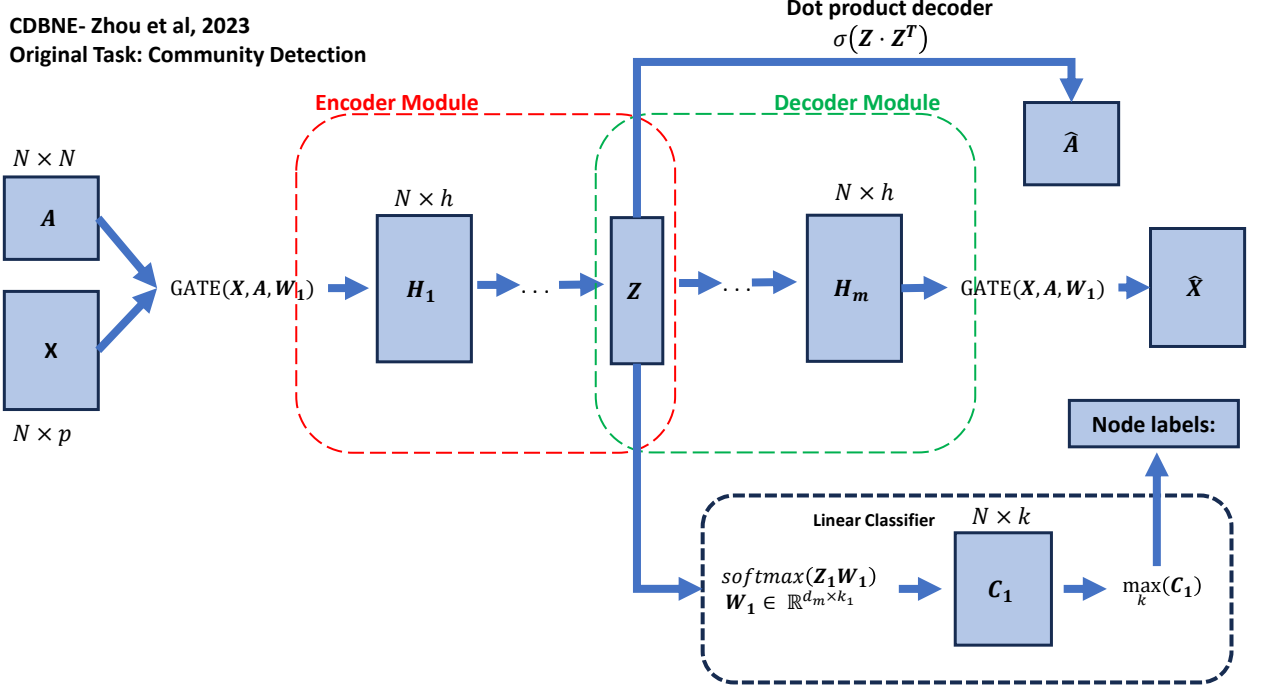 CDBNE- Zhou et al, 2023
Original Task: Community Detection
Dot product decoder
σ(Z · Z^T)
Encoder Module
Decoder Module
N × N
A
X
N × p
GATE(X, A, W_1)
N × h
H_1
...
Z
...
N × h
H_m
GATE(X, A, W_1)
Â
X̂
Node labels:
Linear Classifier
N × k
softmax(Z_1W_1)
W_1 ∈ ℝ^{d_m×k_1}
C_1
max(C_1)
k